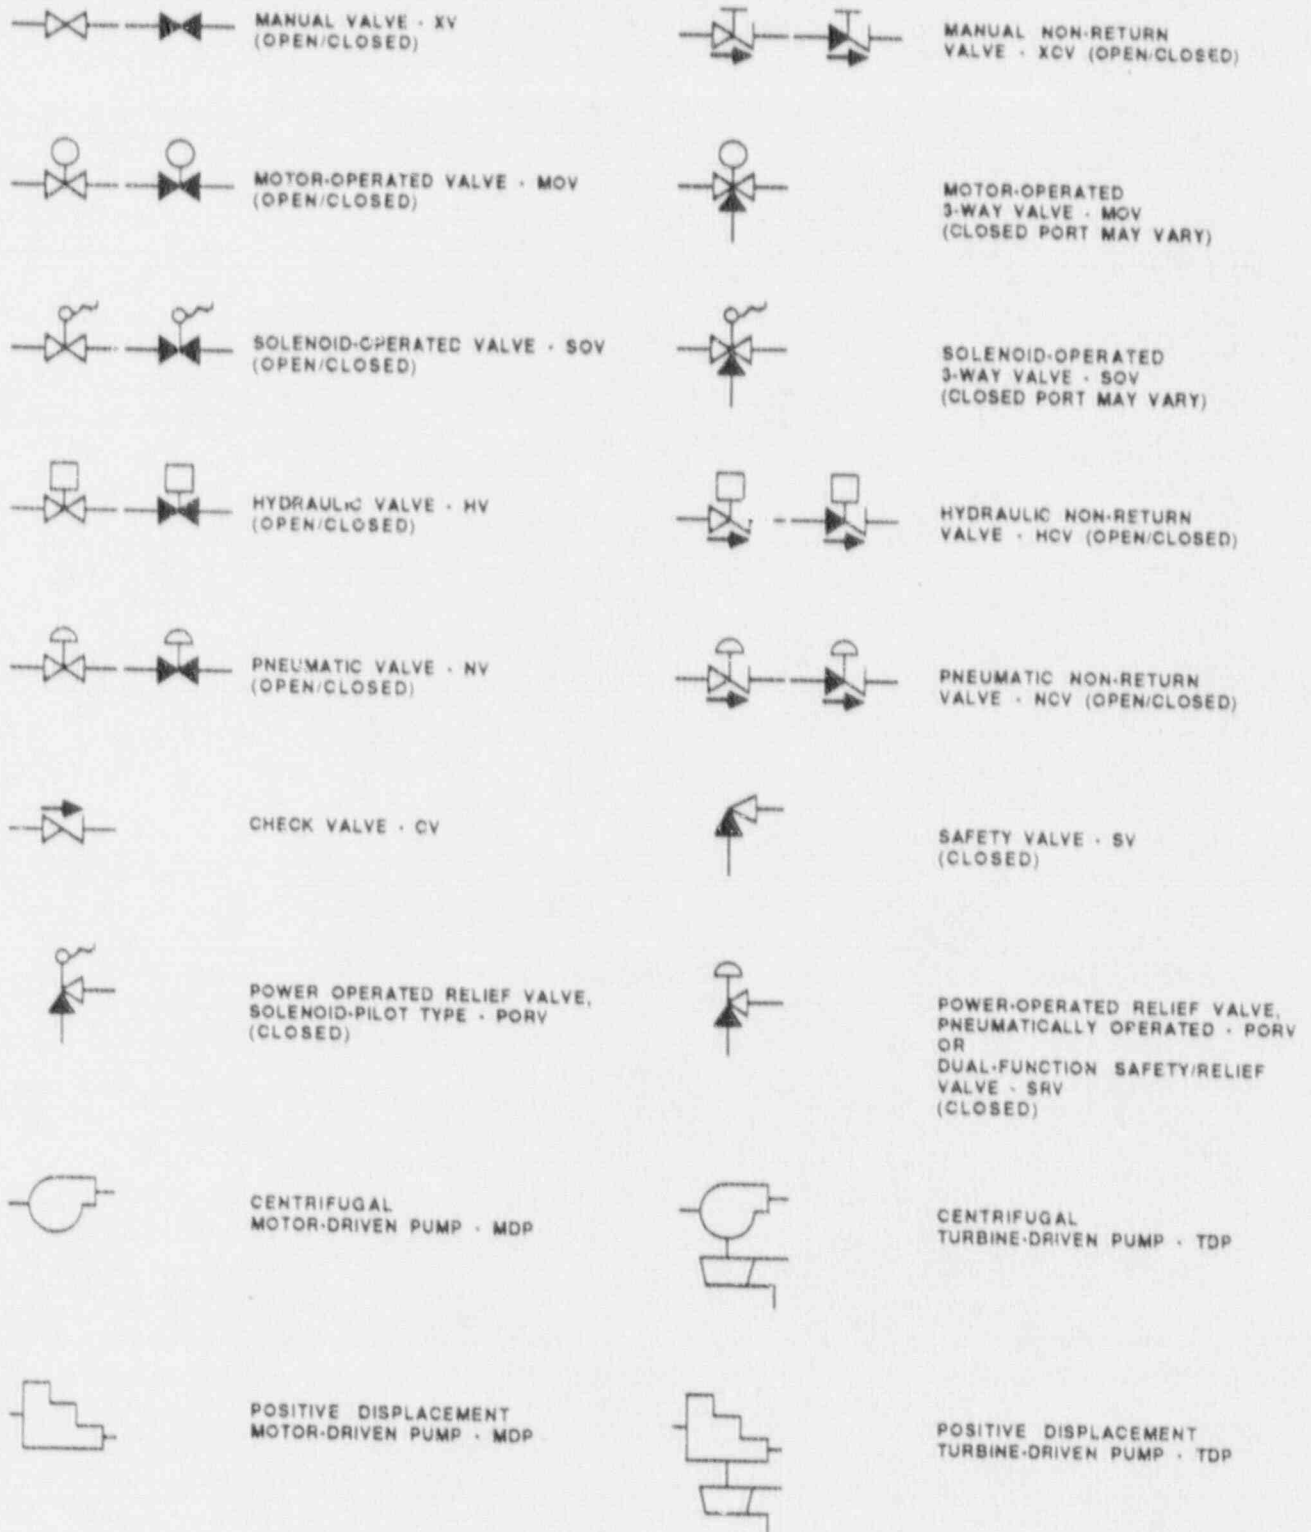 MANUAL VALVE - XV
(OPEN/CLOSED)
MANUAL NON-RETURN
VALVE - XCV (OPEN/CLOSED)
MOTOR-OPERATED VALVE - MOV
(OPEN/CLOSED)
MOTOR-OPERATED
3-WAY VALVE - MOV
(CLOSED PORT MAY VARY)
SOLENOID-OPERATED VALVE - SOV
(OPEN/CLOSED)
SOLENOID-OPERATED
3-WAY VALVE - SOV
(CLOSED PORT MAY VARY)
HYDRAULIC VALVE - HV
(OPEN/CLOSED)
HYDRAULIC NON-RETURN
VALVE - HCV (OPEN/CLOSED)
PNEUMATIC VALVE - NV
(OPEN/CLOSED)
PNEUMATIC NON-RETURN
VALVE - NCV (OPEN/CLOSED)
CHECK VALVE - CV
SAFETY VALVE - SV
(CLOSED)
POWER OPERATED RELIEF VALVE,
SOLENOID-PILOT TYPE - PORV
(CLOSED)
POWER-OPERATED RELIEF VALVE,
PNEUMATICALLY OPERATED - PORV
OR
DUAL-FUNCTION SAFETY/RELIEF
VALVE - SRV
(CLOSED)
CENTRIFUGAL
MOTOR-DRIVEN PUMP - MDP
CENTRIFUGAL
TURBINE-DRIVEN PUMP - TDP
POSITIVE DISPLACEMENT
MOTOR-DRIVEN PUMP - MDP
POSITIVE DISPLACEMENT
TURBINE-DRIVEN PUMP - TDP